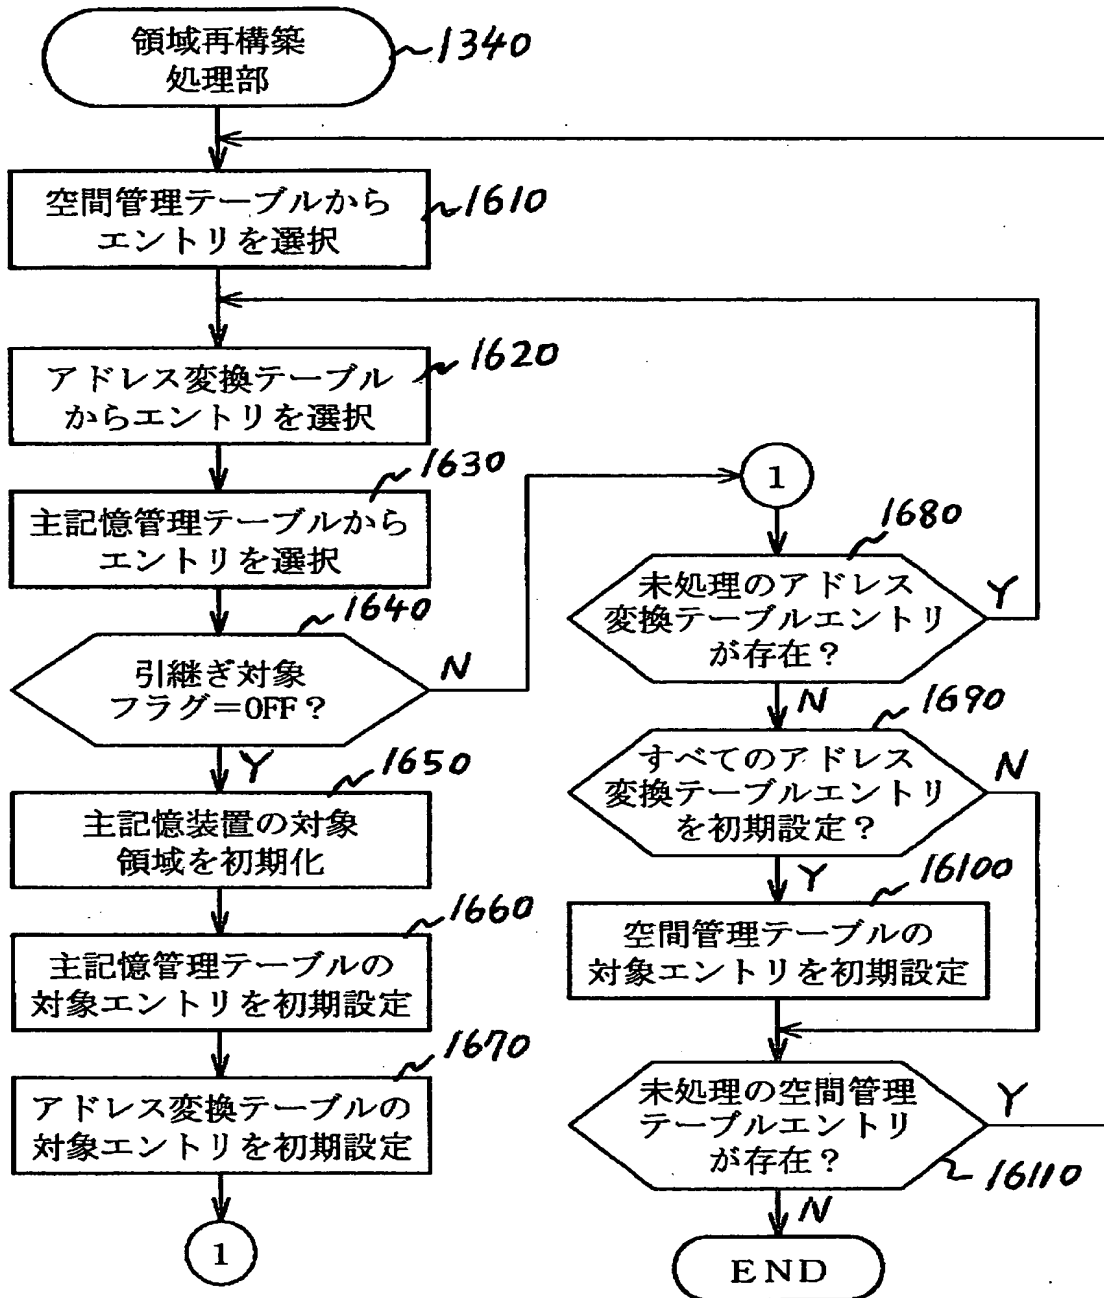 領域再構築
処理部
1340
空間管理テーブルから
エントリを選択
1610
アドレス変換テーブル
からエントリを選択
1620
主記憶管理テーブルから
エントリを選択
1630
引継ぎ対象
フラグ＝OFF？
1640
N
Y
主記憶装置の対象
領域を初期化
1650
主記憶管理テーブルの
対象エントリを初期設定
1660
アドレス変換テーブルの
対象エントリを初期設定
1670
1
1
未処理のアドレス
変換テーブルエントリ
が存在？
1680
Y
N
すべてのアドレス
変換テーブルエントリ
を初期設定？
1690
N
Y
空間管理テーブルの
対象エントリを初期設定
16100
未処理の空間管理
テーブルエントリ
が存在？
16110
Y
N
END